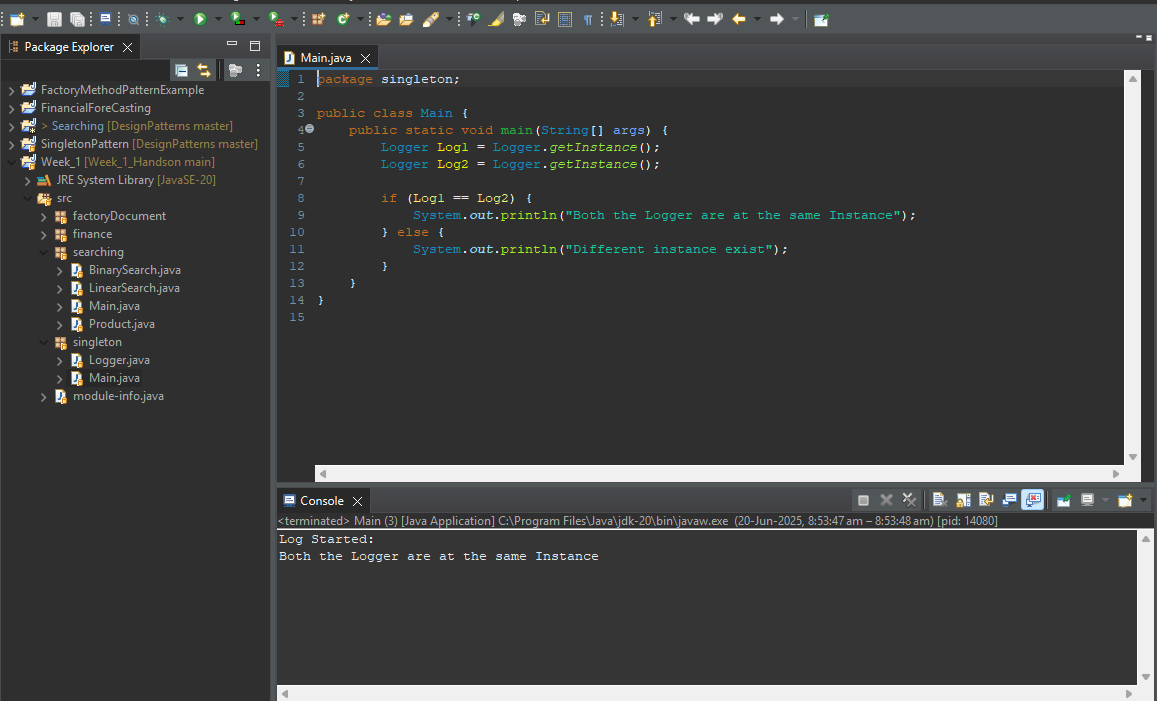 Package Explorer
FactoryMethodPatternExample
FinancialForeCasting
> Searching [DesignPatterns master]
SingletonPattern [DesignPatterns master]
Week_1 [Week_1_Handson main]
JRE System Library [JavaSE-20]
src
factoryDocument
finance
searching
BinarySearch.java
LinearSearch.java
Main.java
Product.java
singleton
Logger.java
Main.java
module-info.java
Main.java
1 package singleton;
2
3 public class Main {
4 public static void main(String[] args) {
5 Logger Log1 = Logger.getInstance();
6 Logger Log2 = Logger.getInstance();
7
8 if (Log1 == Log2) {
9 System.out.println("Both the Logger are at the same Instance");
10 } else {
11 System.out.println("Different instance exist");
12 }
13 }
14 }
15
Console
<terminated> Main (3) [Java Application] C:\Program Files\Java\jdk-20\bin\javaw.exe (20-Jun-2025, 8:53:47 am – 8:53:48 am) [pid: 14080]
Log Started:
Both the Logger are at the same Instance